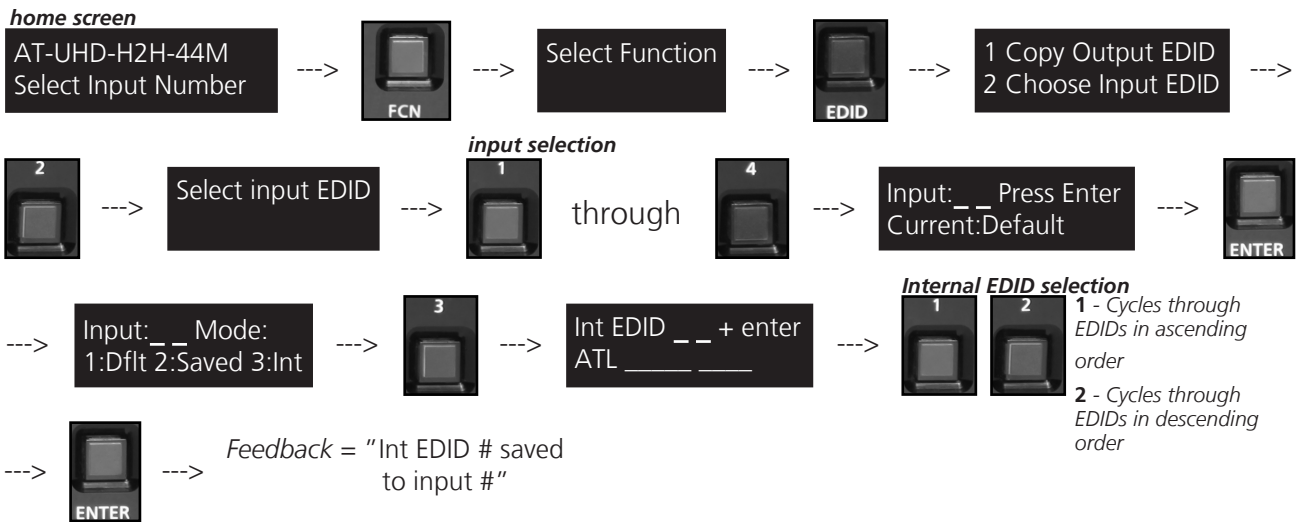 home screen
AT-UHD-H2H-44M
Select Input Number
--->
FCN
--->
Select Function
--->
EDID
--->
1 Copy Output EDID
2 Choose Input EDID
--->
2
--->
Select input EDID
--->
input selection
1
through
4
--->
Input:_ _ Press Enter
Current:Default
--->
ENTER
--->
Input:_ _ Mode:
1:Dflt 2:Saved 3:Int
--->
3
--->
Int EDID _ _ + enter
ATL _____ ____
--->
Internal EDID selection
1
2
1 - Cycles through
EDIDs in ascending
order
2 - Cycles through
EDIDs in descending
order
--->
ENTER
--->
Feedback = "Int EDID # saved
to input #"